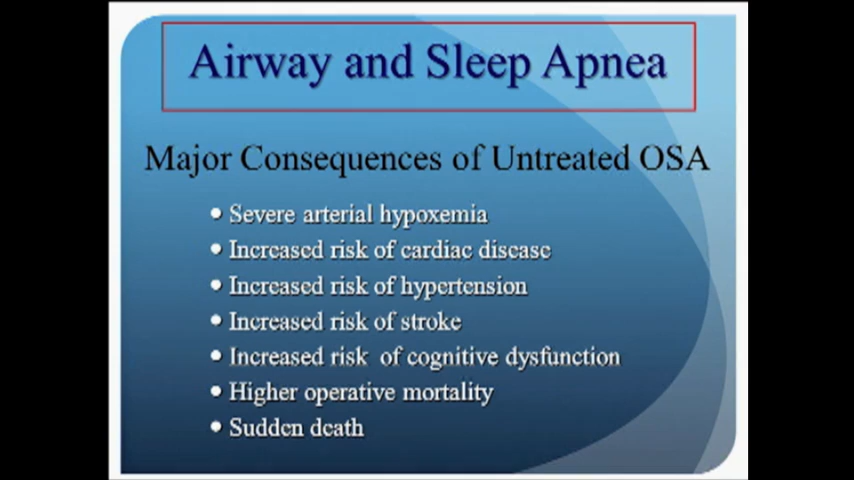 Airway and Sleep Apnea
Major Consequences of Untreated OSA
• Severe arterial hypoxemia
• Increased risk of cardiac disease
• Increased risk of hypertension
• Increased risk of stroke
• Increased risk of cognitive dysfunction
• Higher operative mortality
• Sudden death